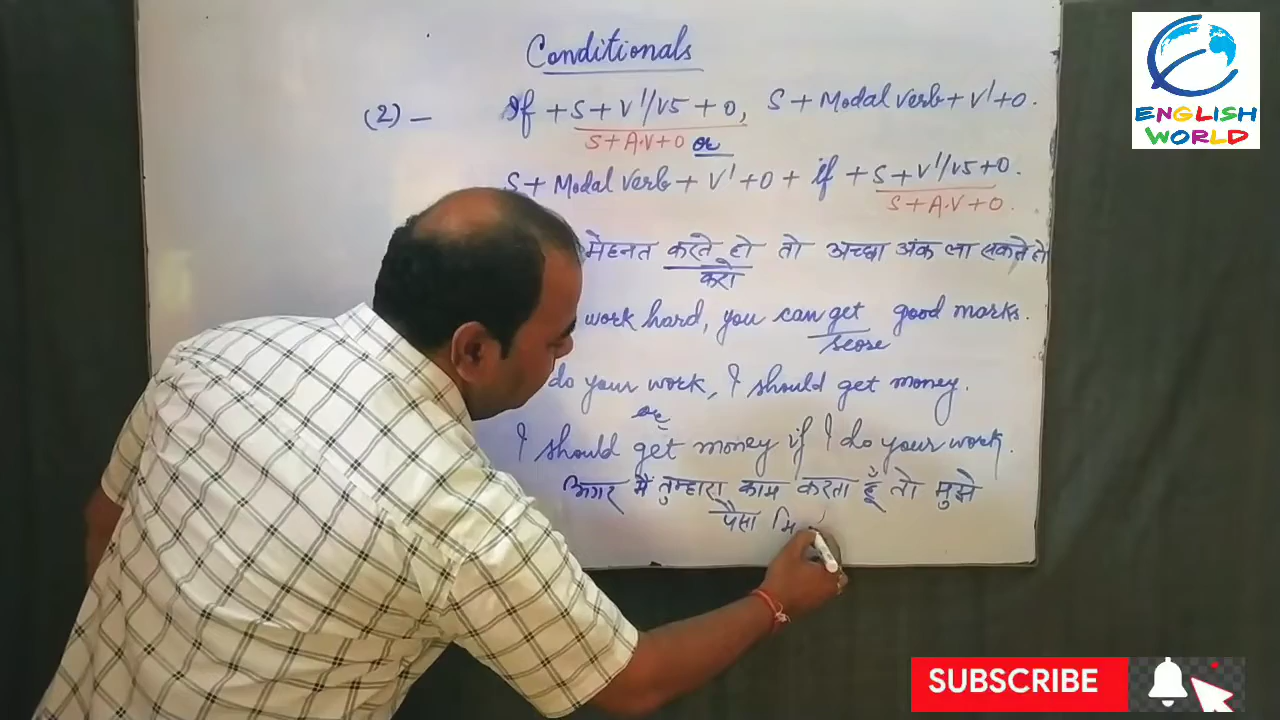 Conditionals
(2) - If + S + V¹/V5 + O, S + Modal Verb + V¹ + O.
S + A.V + O or
S + Modal Verb + V¹ + O + if + S + V¹/V5 + O.
S + A.V + O.
मेहनत करते हो तो अच्छा अंक ला सकते हो
करो
work hard, you can get good marks.
score
do your work, I should get money.
or
I should get money if I do your work.
अगर मैं तुम्हारा काम करता हूँ तो मुझे
पैसा मि
ENGLISH
WORLD
SUBSCRIBE